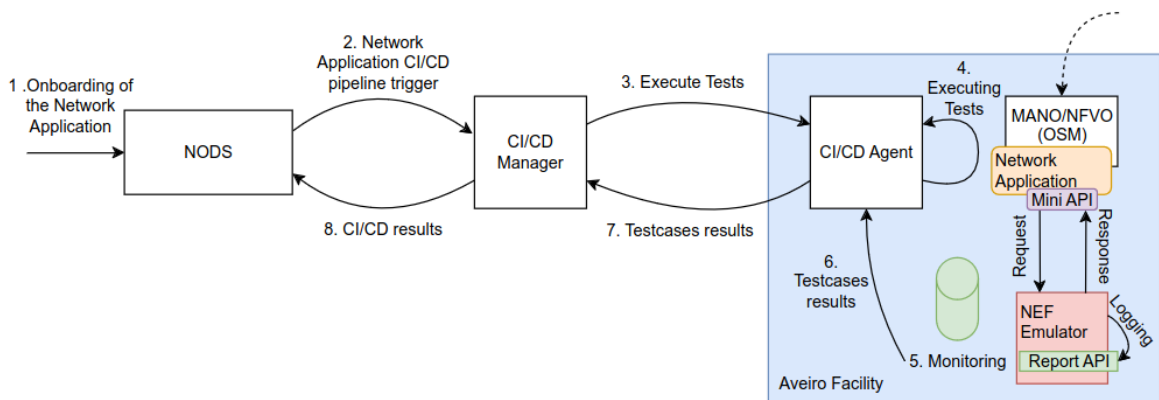 1 .Onboarding of
the Network
Application
NODS
2. Network
Application CI/CD
pipeline trigger
8. CI/CD results
CI/CD
Manager
3. Execute Tests
7. Testcases results
CI/CD Agent
4.
Executing
Tests
MANO/NFVO
(OSM)
Network
Application
Mini API
Request
Response
6.
Testcases
results
5. Monitoring
NEF
Emulator
Logging
Report API
Aveiro Facility